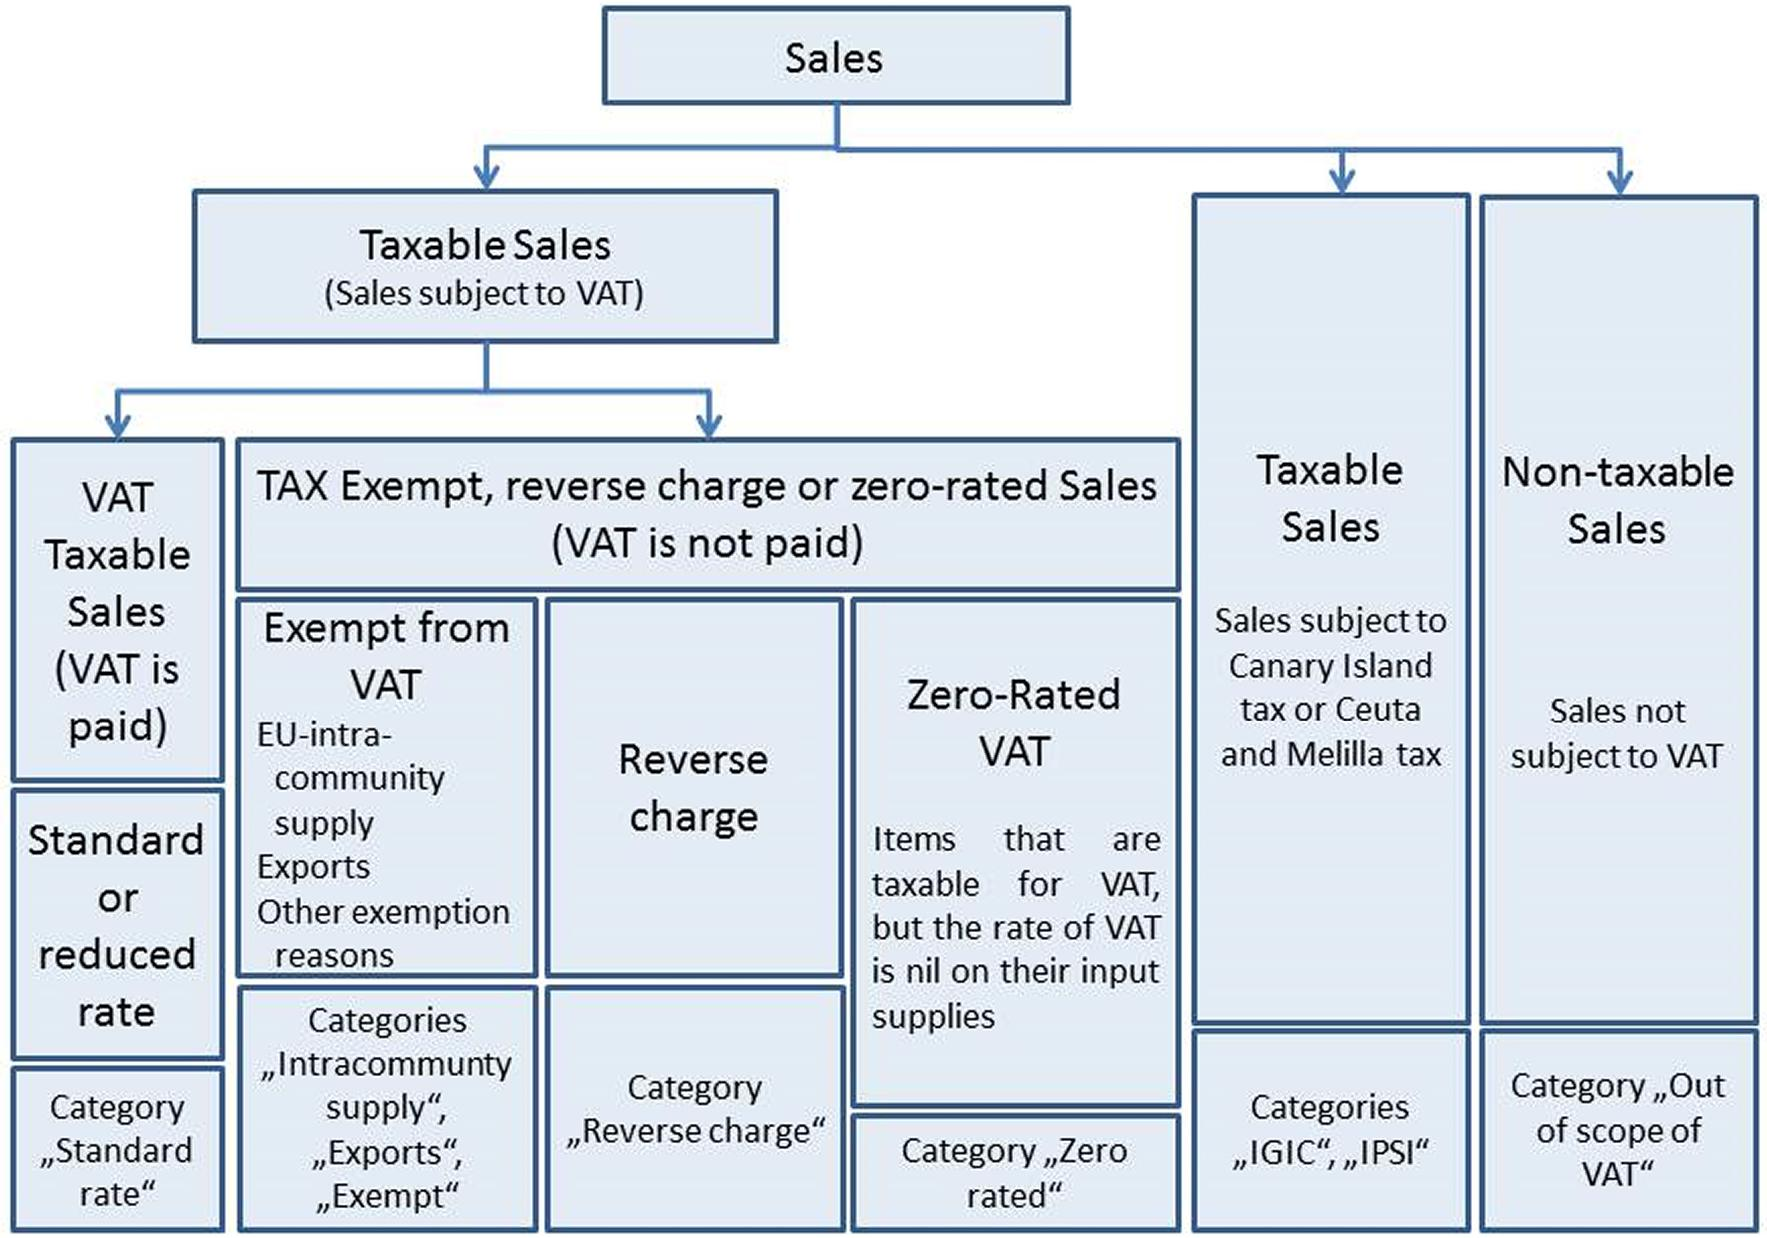 Sales
Taxable Sales
(Sales subject to VAT)
VAT
Taxable
Sales
(VAT is
paid)
Standard
or
reduced
rate
Category
„Standard
rate“
TAX Exempt, reverse charge or zero-rated Sales
(VAT is not paid)
Exempt from
VAT
EU-intra-
community
supply
Exports
Other exemption
reasons
Categories
„Intracommunty
supply“,
„Exports“,
„Exempt“
Reverse
charge
Category
„Reverse charge“
Zero-Rated
VAT
Items that are
taxable for VAT,
but the rate of VAT
is nil on their input
supplies
Category „Zero
rated“
Taxable
Sales
Sales subject to
Canary Island
tax or Ceuta
and Melilla tax
Categories
„IGIC“, „IPSI“
Non-taxable
Sales
Sales not
subject to VAT
Category „Out
of scope of
VAT“